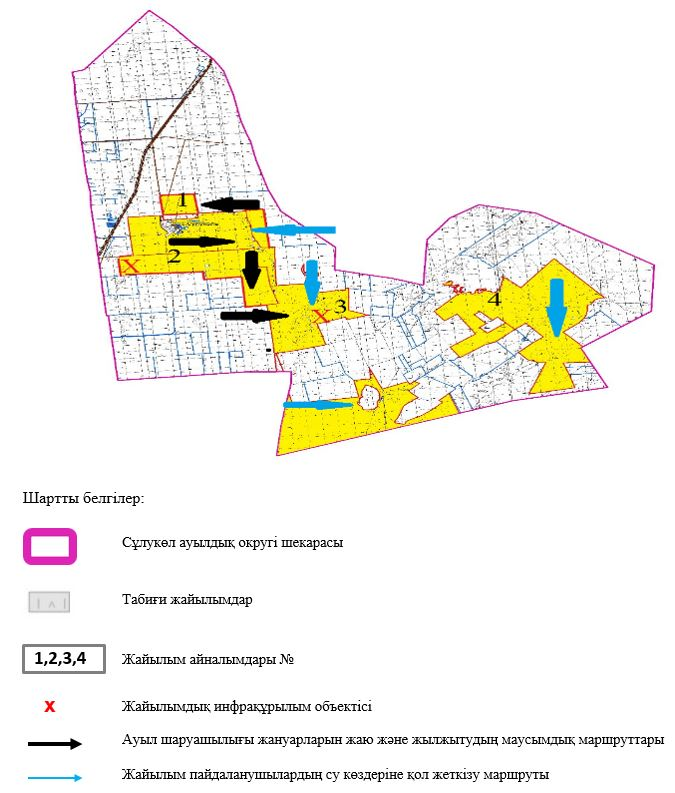 1
2
3
4
X
X
Шартты белгілер:
Сұлукөл ауылдық округі шекарасы
Табиғи жайылымдар
1,2,3,4 Жайылым айналымдары №
X Жайылымдық инфрақұрылым объектісі
Ауыл шаруашылығы жануарларын жаю және жылжытудың маусымдық маршруттары
Жайылым пайдаланушылардың су көздеріне қол жеткізу маршруты